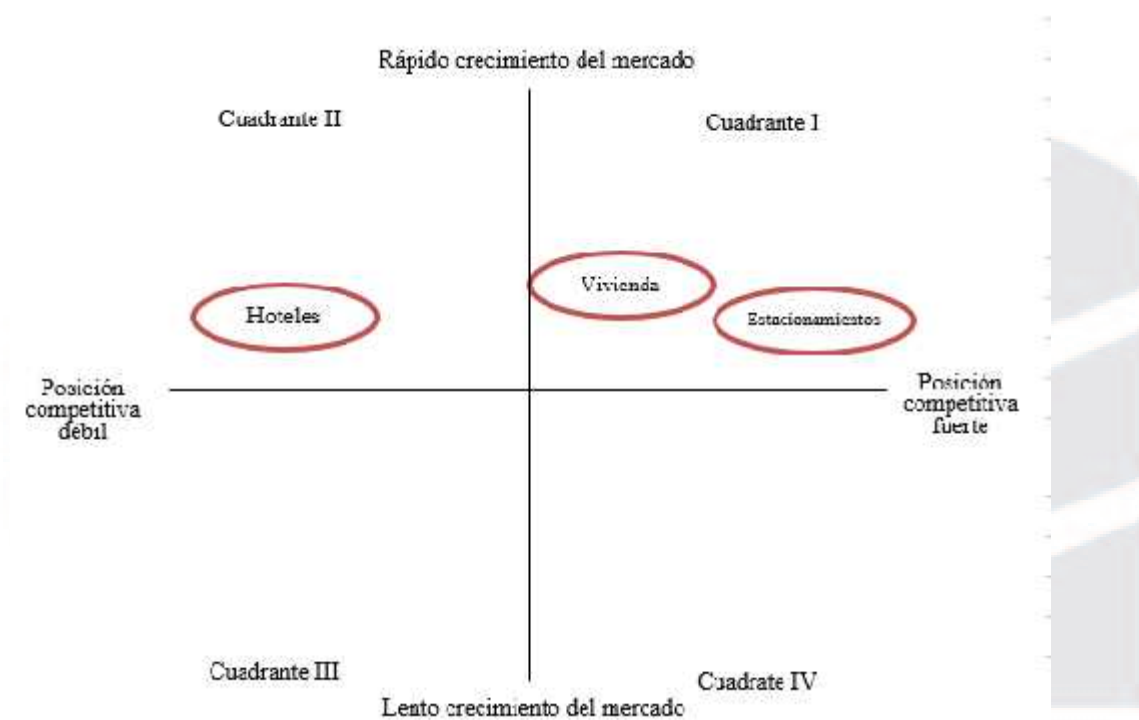 Rápido crecimiento del mercado
Cuadrante II
Cuadrante I
Vivienda
Hoteles
Estacionamientos
Posición
competitiva
débil
Posición
competitiva
fuerte
Cuadrante III
Cuadrate IV
Lento crecimiento del mercado